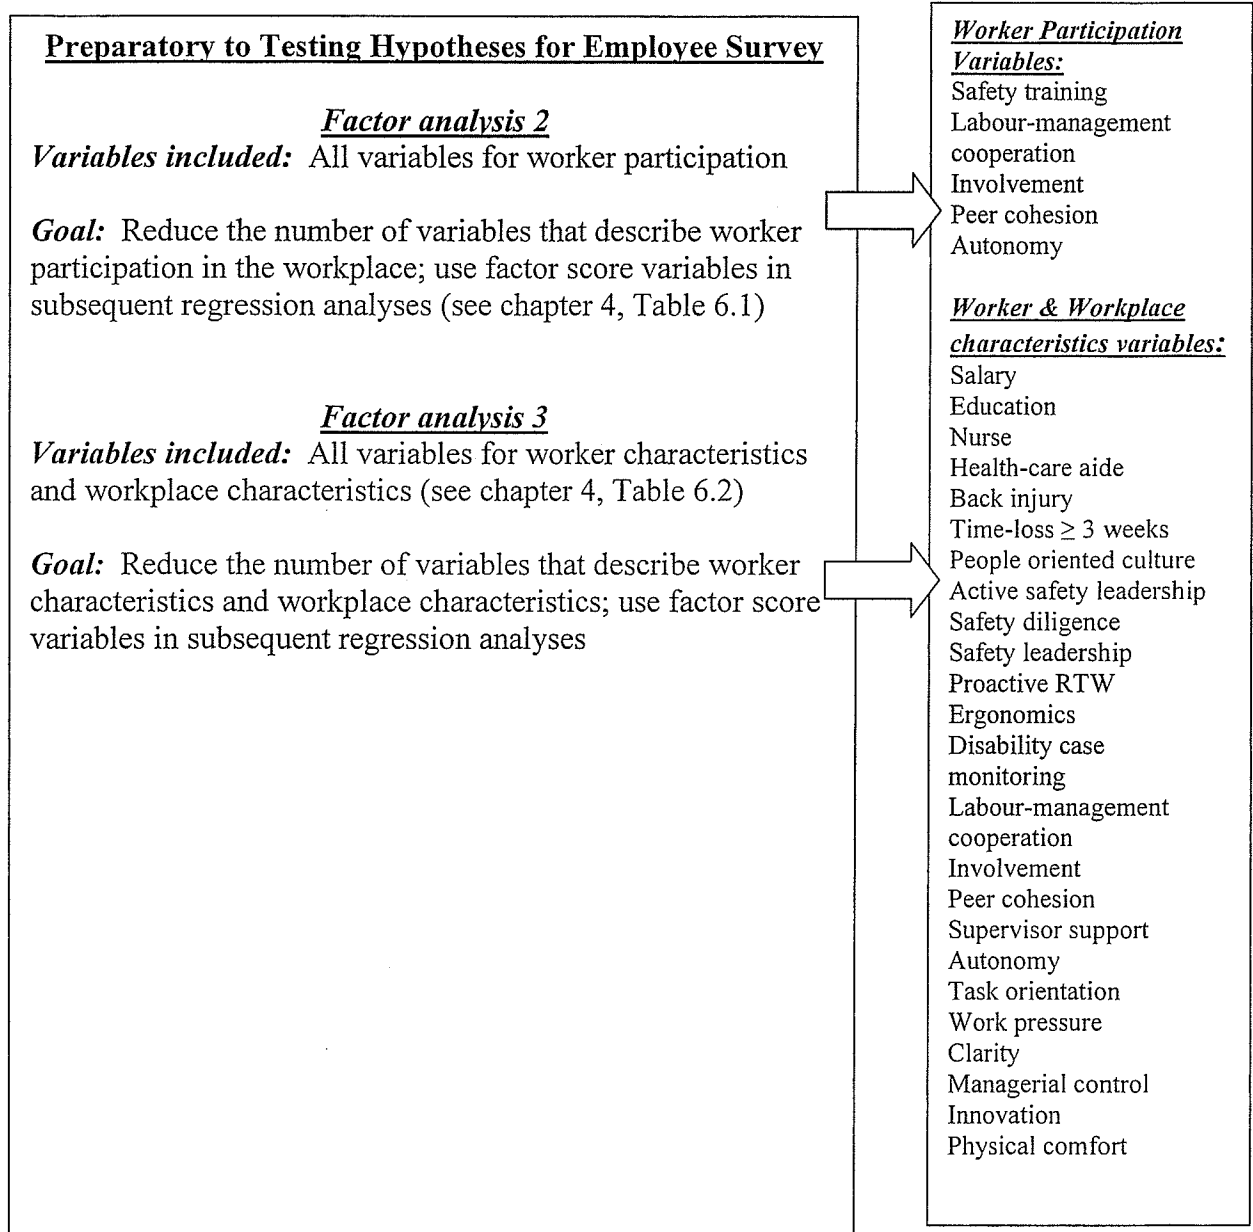 Preparatory to Testing Hypotheses for Employee Survey
Factor analysis 2
Variables included: All variables for worker participation
Goal: Reduce the number of variables that describe worker
participation in the workplace; use factor score variables in
subsequent regression analyses (see chapter 4, Table 6.1)
Factor analysis 3
Variables included: All variables for worker characteristics
and workplace characteristics (see chapter 4, Table 6.2)
Goal: Reduce the number of variables that describe worker
characteristics and workplace characteristics; use factor score
variables in subsequent regression analyses
Worker Participation
Variables:
Safety training
Labour-management
cooperation
Involvement
Peer cohesion
Autonomy
Worker & Workplace
characteristics variables:
Salary
Education
Nurse
Health-care aide
Back injury
Time-loss ≥ 3 weeks
People oriented culture
Active safety leadership
Safety diligence
Safety leadership
Proactive RTW
Ergonomics
Disability case
monitoring
Labour-management
cooperation
Involvement
Peer cohesion
Supervisor support
Autonomy
Task orientation
Work pressure
Clarity
Managerial control
Innovation
Physical comfort